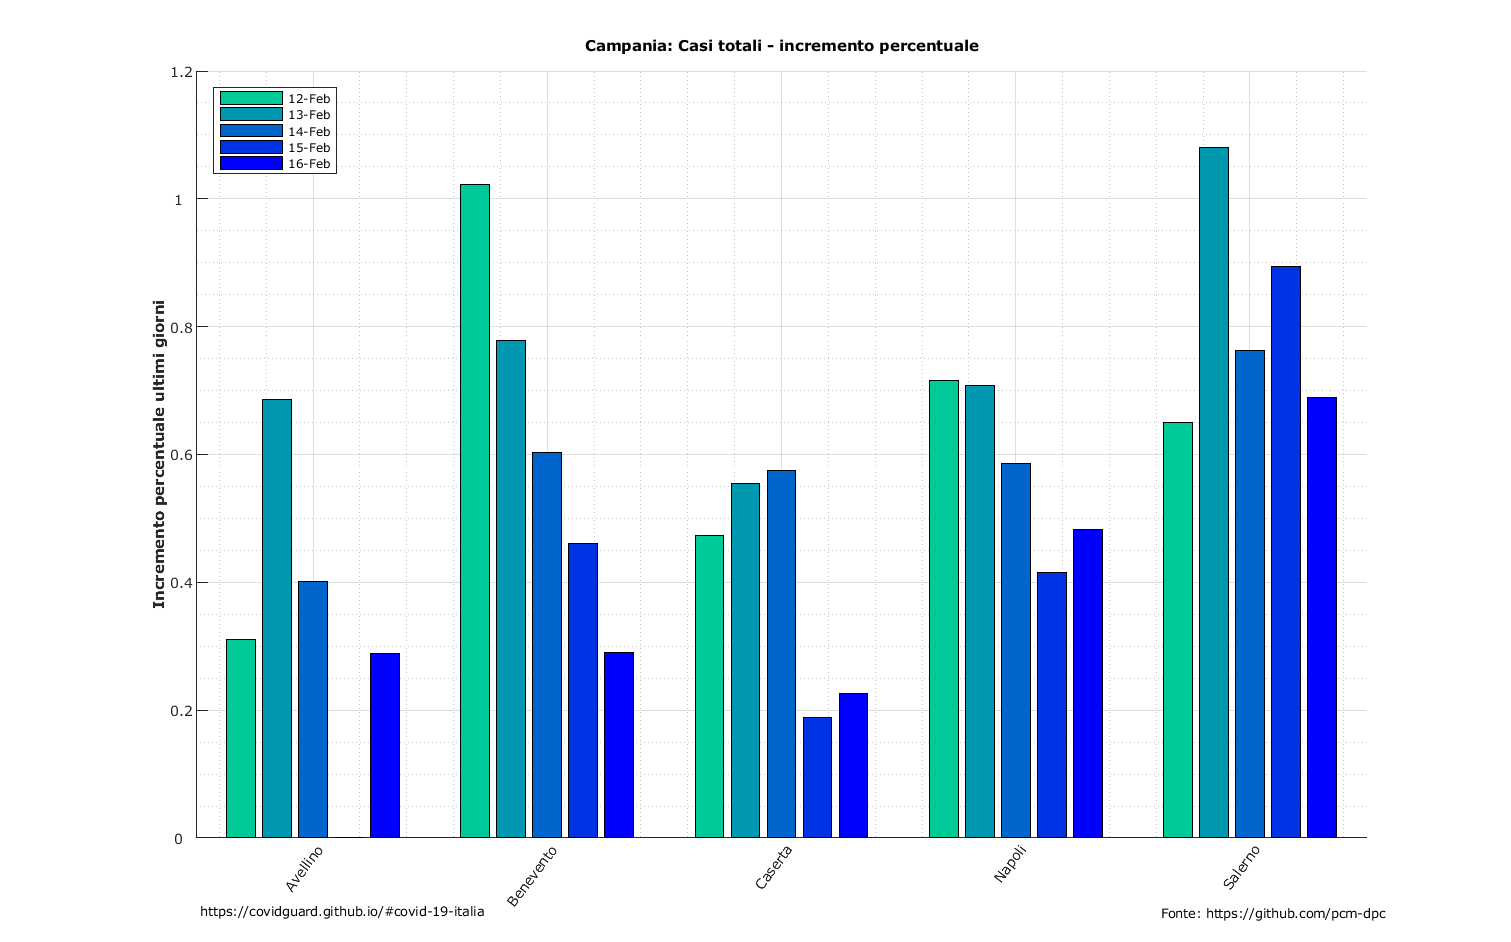 Campania: Casi totali - incremento percentuale
Incremento percentuale ultimi giorni
1.2
1
0.8
0.6
0.4
0.2
0
12-Feb
13-Feb
14-Feb
15-Feb
16-Feb
Avellino
Benevento
Caserta
Napoli
Salerno
https://covidguard.github.io/#covid-19-italia
Fonte: https://github.com/pcm-dpc